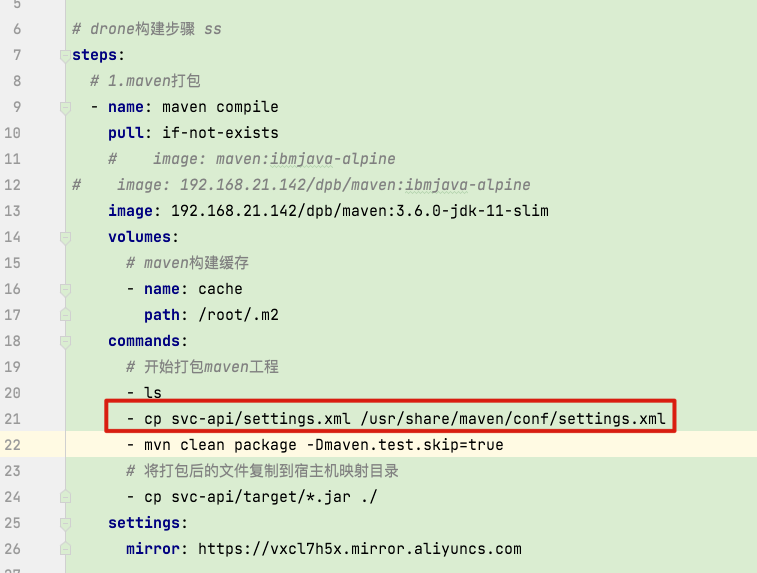 5
6 # drone构建步骤 ss
7 steps:
8 # 1.maven打包
9 - name: maven compile
10 pull: if-not-exists
11 #    image: maven:ibmjava-alpine
12 #    image: 192.168.21.142/dpb/maven:ibmjava-alpine
13 image: 192.168.21.142/dpb/maven:3.6.0-jdk-11-slim
14 volumes:
15 # maven构建缓存
16 - name: cache
17 path: /root/.m2
18 commands:
19 # 开始打包maven工程
20 - ls
21 - cp svc-api/settings.xml /usr/share/maven/conf/settings.xml
22 - mvn clean package -Dmaven.test.skip=true
23 # 将打包后的文件复制到宿主机映射目录
24 - cp svc-api/target/*.jar ./
25 settings:
26 mirror: https://vxcl7h5x.mirror.aliyuncs.com
27